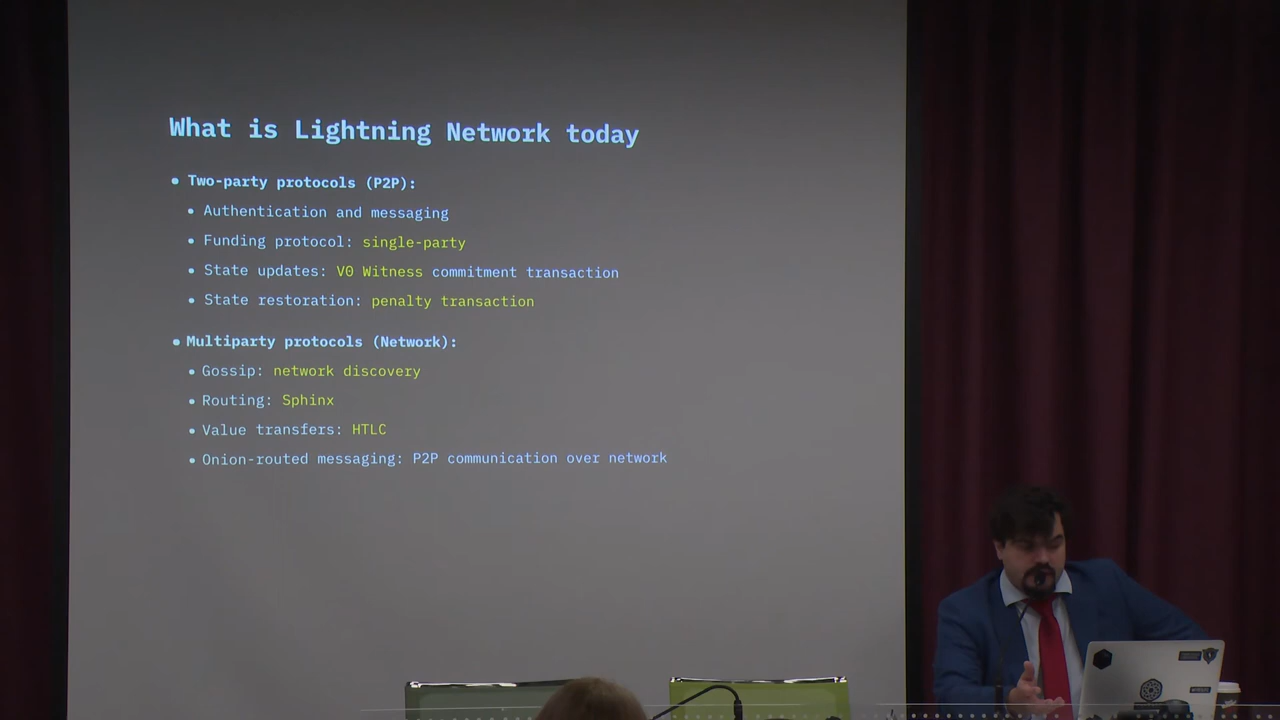 What is Lightning Network today
• Two-party protocols (P2P):
• Authentication and messaging
• Funding protocol: single-party
• State updates: V0 Witness commitment transaction
• State restoration: penalty transaction
• Multiparty protocols (Network):
• Gossip: network discovery
• Routing: Sphinx
• Value transfers: HTLC
• Onion-routed messaging: P2P communication over network